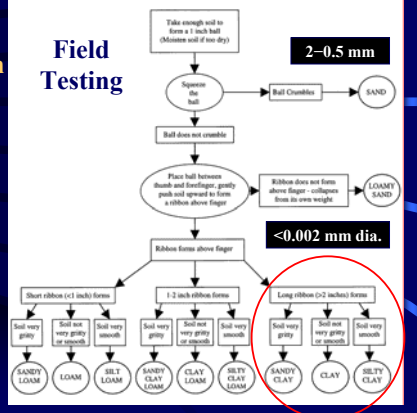 Take enough soil to
form a 1 inch ball
(Moisten soil if too dry)
Field
Testing
2–0.5 mm
Squeeze
the
ball
Ball Crumbles
SAND
Ball does not crumble
Place ball between
thumb and forefinger, gently
push soil upward to form
a ribbon above finger
Ribbon does not form
above finger - collapses
from its own weight
LOAMY
SAND
<0.002 mm dia.
Ribbon forms above finger
Short ribbon (<1 inch) forms
1-2 inch ribbon forms
Long ribbon (>2 inches) forms
Soil very
gritty
Soil not
very gritty
or smooth
Soil very
smooth
Soil very
gritty
Soil not
very gritty
or smooth
Soil very
smooth
Soil very
gritty
Soil not
very gritty
or smooth
Soil very
smooth
SANDY
LOAM
LOAM
SILT
LOAM
SANDY
CLAY
LOAM
CLAY
LOAM
SILTY
CLAY
LOAM
SANDY
CLAY
CLAY
SILTY
CLAY